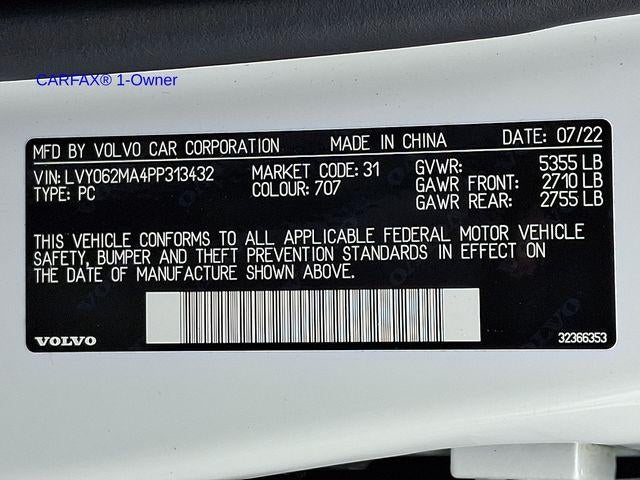 CARFAX® 1-Owner
MFD BY VOLVO CAR CORPORATION MADE IN CHINA DATE: 07/22
VIN: LVY062MA4PP313432 MARKET CODE: 31 GVWR: 5355 LB
TYPE: PC COLOUR: 707 GAWR FRONT: 2710 LB
GAWR REAR: 2755 LB
THIS VEHICLE CONFORMS TO ALL APPLICABLE FEDERAL MOTOR VEHICLE
SAFETY, BUMPER AND THEFT PREVENTION STANDARDS IN EFFECT ON
THE DATE OF MANUFACTURE SHOWN ABOVE.
VOLVO 32366353